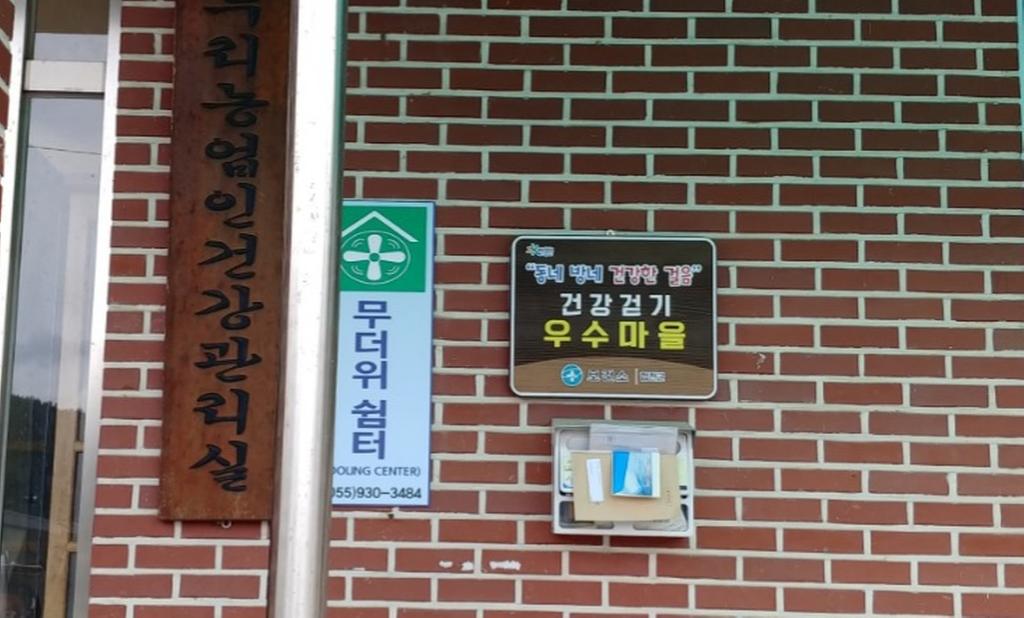 리농업인건강관리실
무더위 쉼터
OOLING CENTER)
055)930-3484
"동네 방네 건강한 걸음"
건강걷기
우수마을
보건소